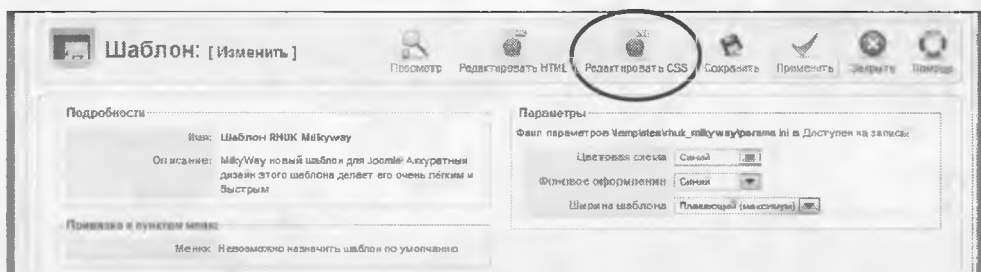 Шаблон: [Изменить]
Просмотр Редактировать HTML Редактировать CSS Сохранить Применить Закрыть Помощь
Подробности
Имя: Шаблон RHUK Milkyway
Описание: MilkyWay новый шаблон для Joomla! Аккуратный
дизайн этого шаблона делает его очень лёгким и
быстрым
Привязка к пунктам меню
Меню: Невозможно назначить шаблон по умолчанию
Параметры
Файл параметров \templates\rhuk_milkyway\params.ini в Доступен на запись
Цветовая схема Синий
Фоновое оформление Синий
Ширина шаблона Плавающий (максимум)